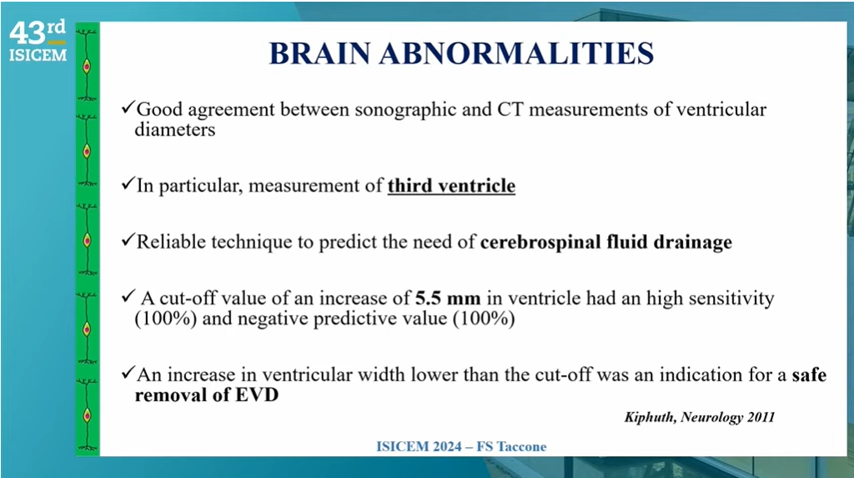 43rd
ISICEM
BRAIN ABNORMALITIES
✓Good agreement between sonographic and CT measurements of ventricular
diameters
✓In particular, measurement of third ventricle
✓Reliable technique to predict the need of cerebrospinal fluid drainage
✓ A cut-off value of an increase of 5.5 mm in ventricle had an high sensitivity
(100%) and negative predictive value (100%)
✓An increase in ventricular width lower than the cut-off was an indication for a safe
removal of EVD
Kiphuth, Neurology 2011
ISICEM 2024 – FS Taccone